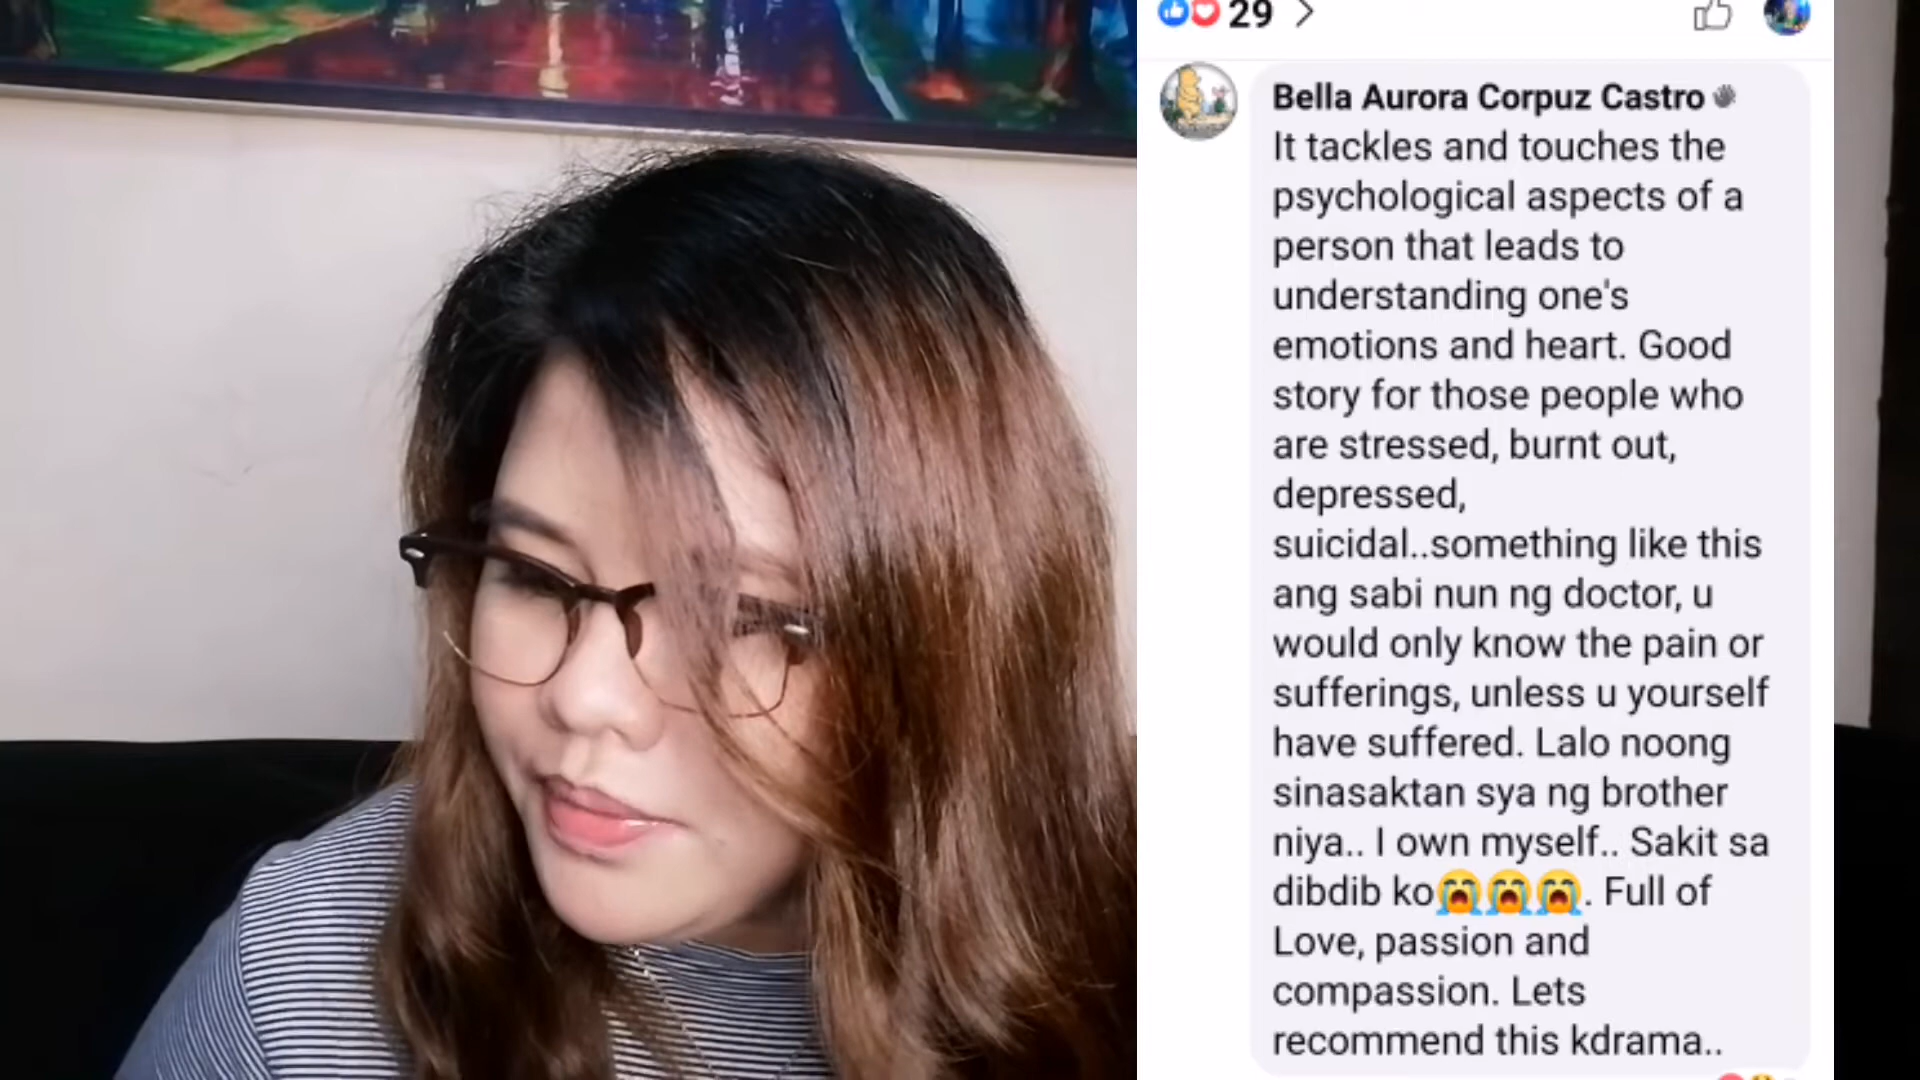 29
Bella Aurora Corpuz Castro
It tackles and touches the
psychological aspects of a
person that leads to
understanding one's
emotions and heart. Good
story for those people who
are stressed, burnt out,
depressed,
suicidal..something like this
ang sabi nun ng doctor, u
would only know the pain or
sufferings, unless u yourself
have suffered. Lalo noong
sinasaktan sya ng brother
niya.. I own myself.. Sakit sa
dibdib ko😭😭😭. Full of
Love, passion and
compassion. Lets
recommend this kdrama..